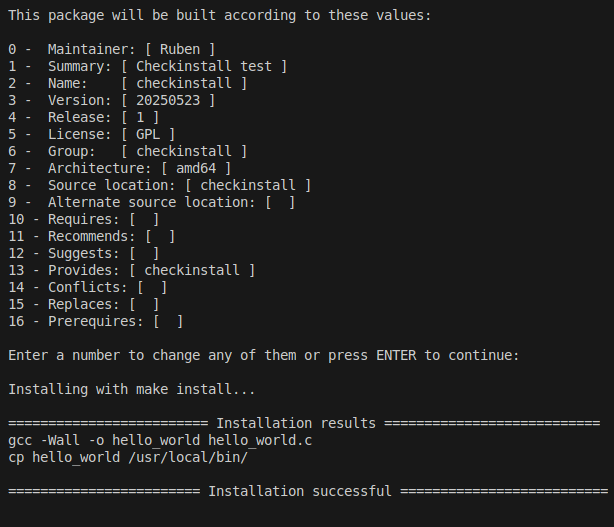 This package will be built according to these values:
0 -  Maintainer: [ Ruben ]
1 -  Summary: [ Checkinstall test ]
2 -  Name:    [ checkinstall ]
3 -  Version: [ 20250523 ]
4 -  Release: [ 1 ]
5 -  License: [ GPL ]
6 -  Group:   [ checkinstall ]
7 -  Architecture: [ amd64 ]
8 -  Source location: [ checkinstall ]
9 -  Alternate source location: [  ]
10 - Requires: [  ]
11 - Recommends: [  ]
12 - Suggests: [  ]
13 - Provides: [ checkinstall ]
14 - Conflicts: [  ]
15 - Replaces: [  ]
16 - Prerequires: [  ]
Enter a number to change any of them or press ENTER to continue:
Installing with make install...
========================= Installation results ===========================
gcc -Wall -o hello_world hello_world.c
cp hello_world /usr/local/bin/
======================== Installation successful ==========================